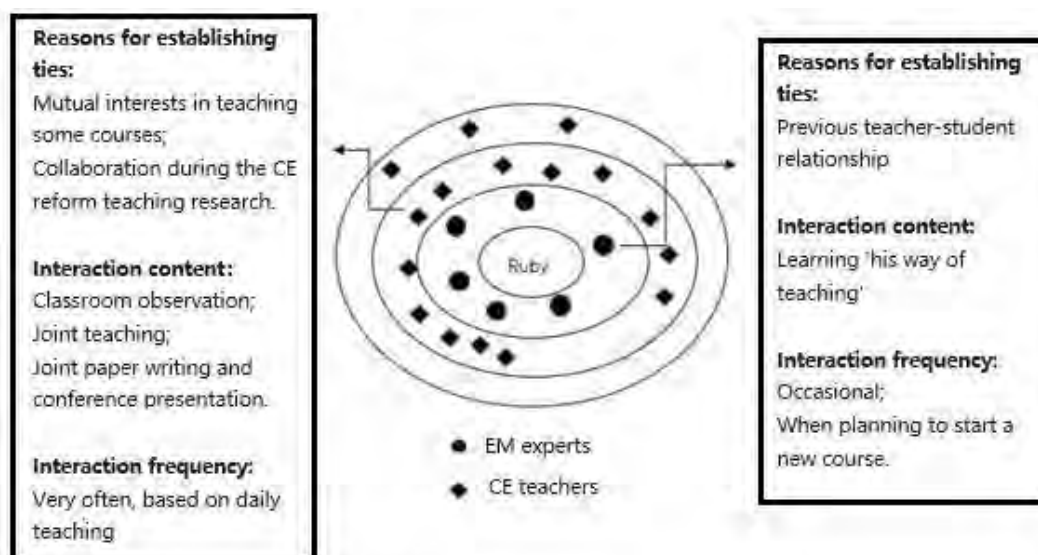 Reasons for establishing
ties:
Mutual interests in teaching
some courses;
Collaboration during the CE
reform teaching research.
Interaction content:
Classroom observation;
Joint teaching;
Joint paper writing and
conference presentation.
Interaction frequency:
Very often, based on daily
teaching
Ruby
EM experts
CE teachers
Reasons for establishing
ties:
Previous teacher-student
relationship
Interaction content:
Learning 'his way of
teaching'
Interaction frequency:
Occasional;
When planning to start a
new course.